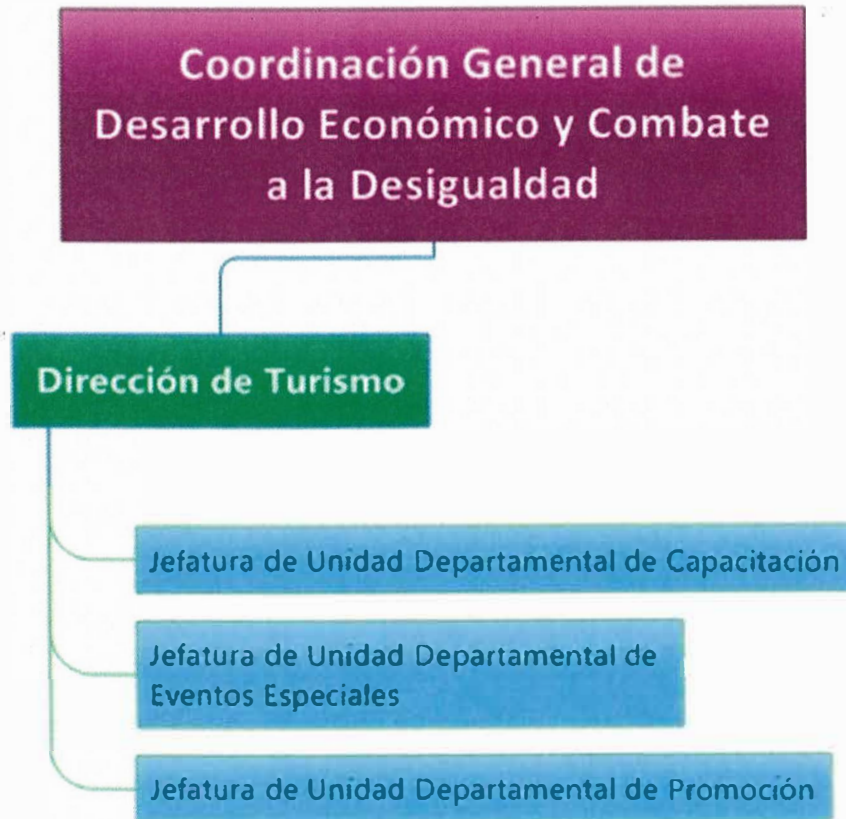 Coordinación General de
Desarrollo Económico y Combate
a la Desigualdad
Dirección de Turismo
Jefatura de Unidad Departamental de Capacitación
Jefatura de Unidad Departamental de
Eventos Especiales
Jefatura de Unidad Departamental de Promoción